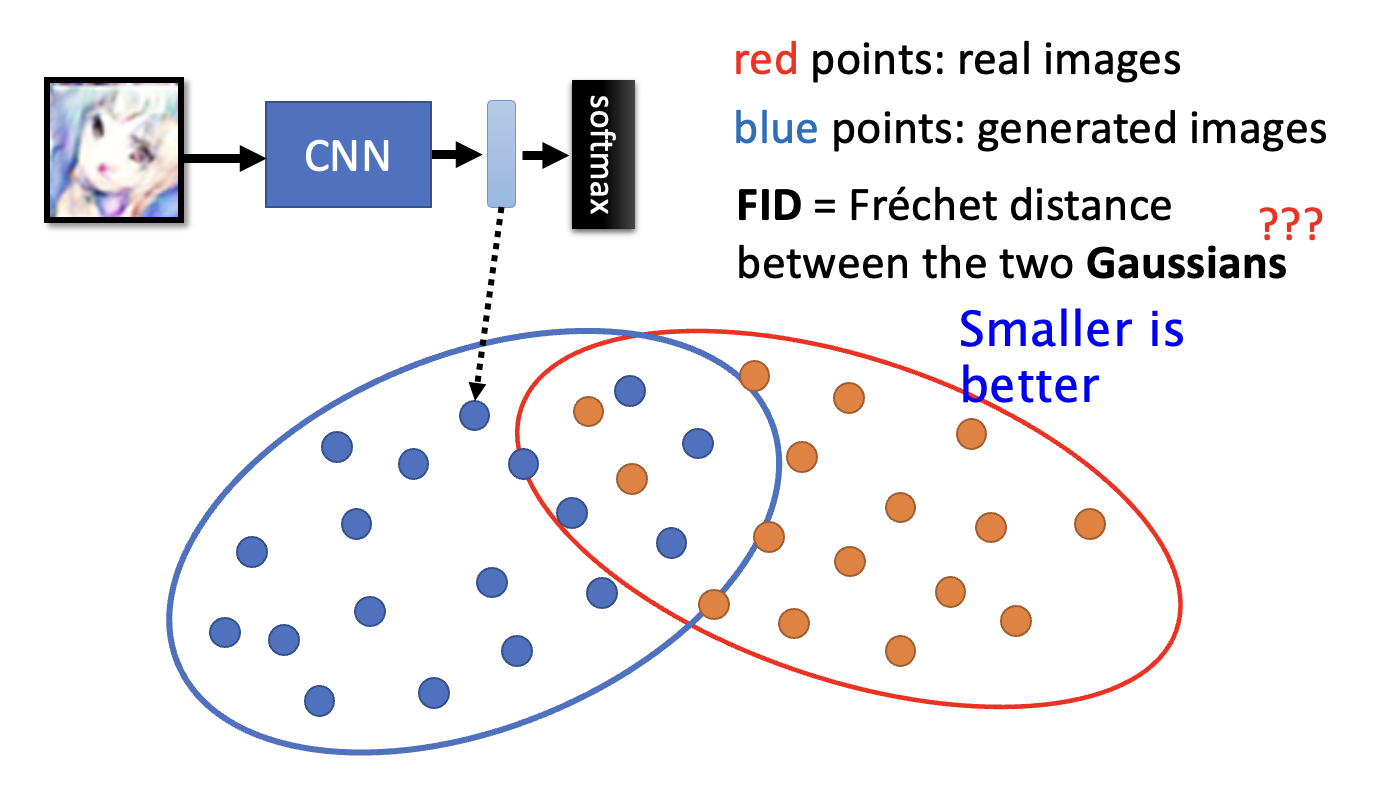 CNN
softmax
red points: real images
blue points: generated images
FID = Fréchet distance
???
between the two Gaussians
Smaller is
better